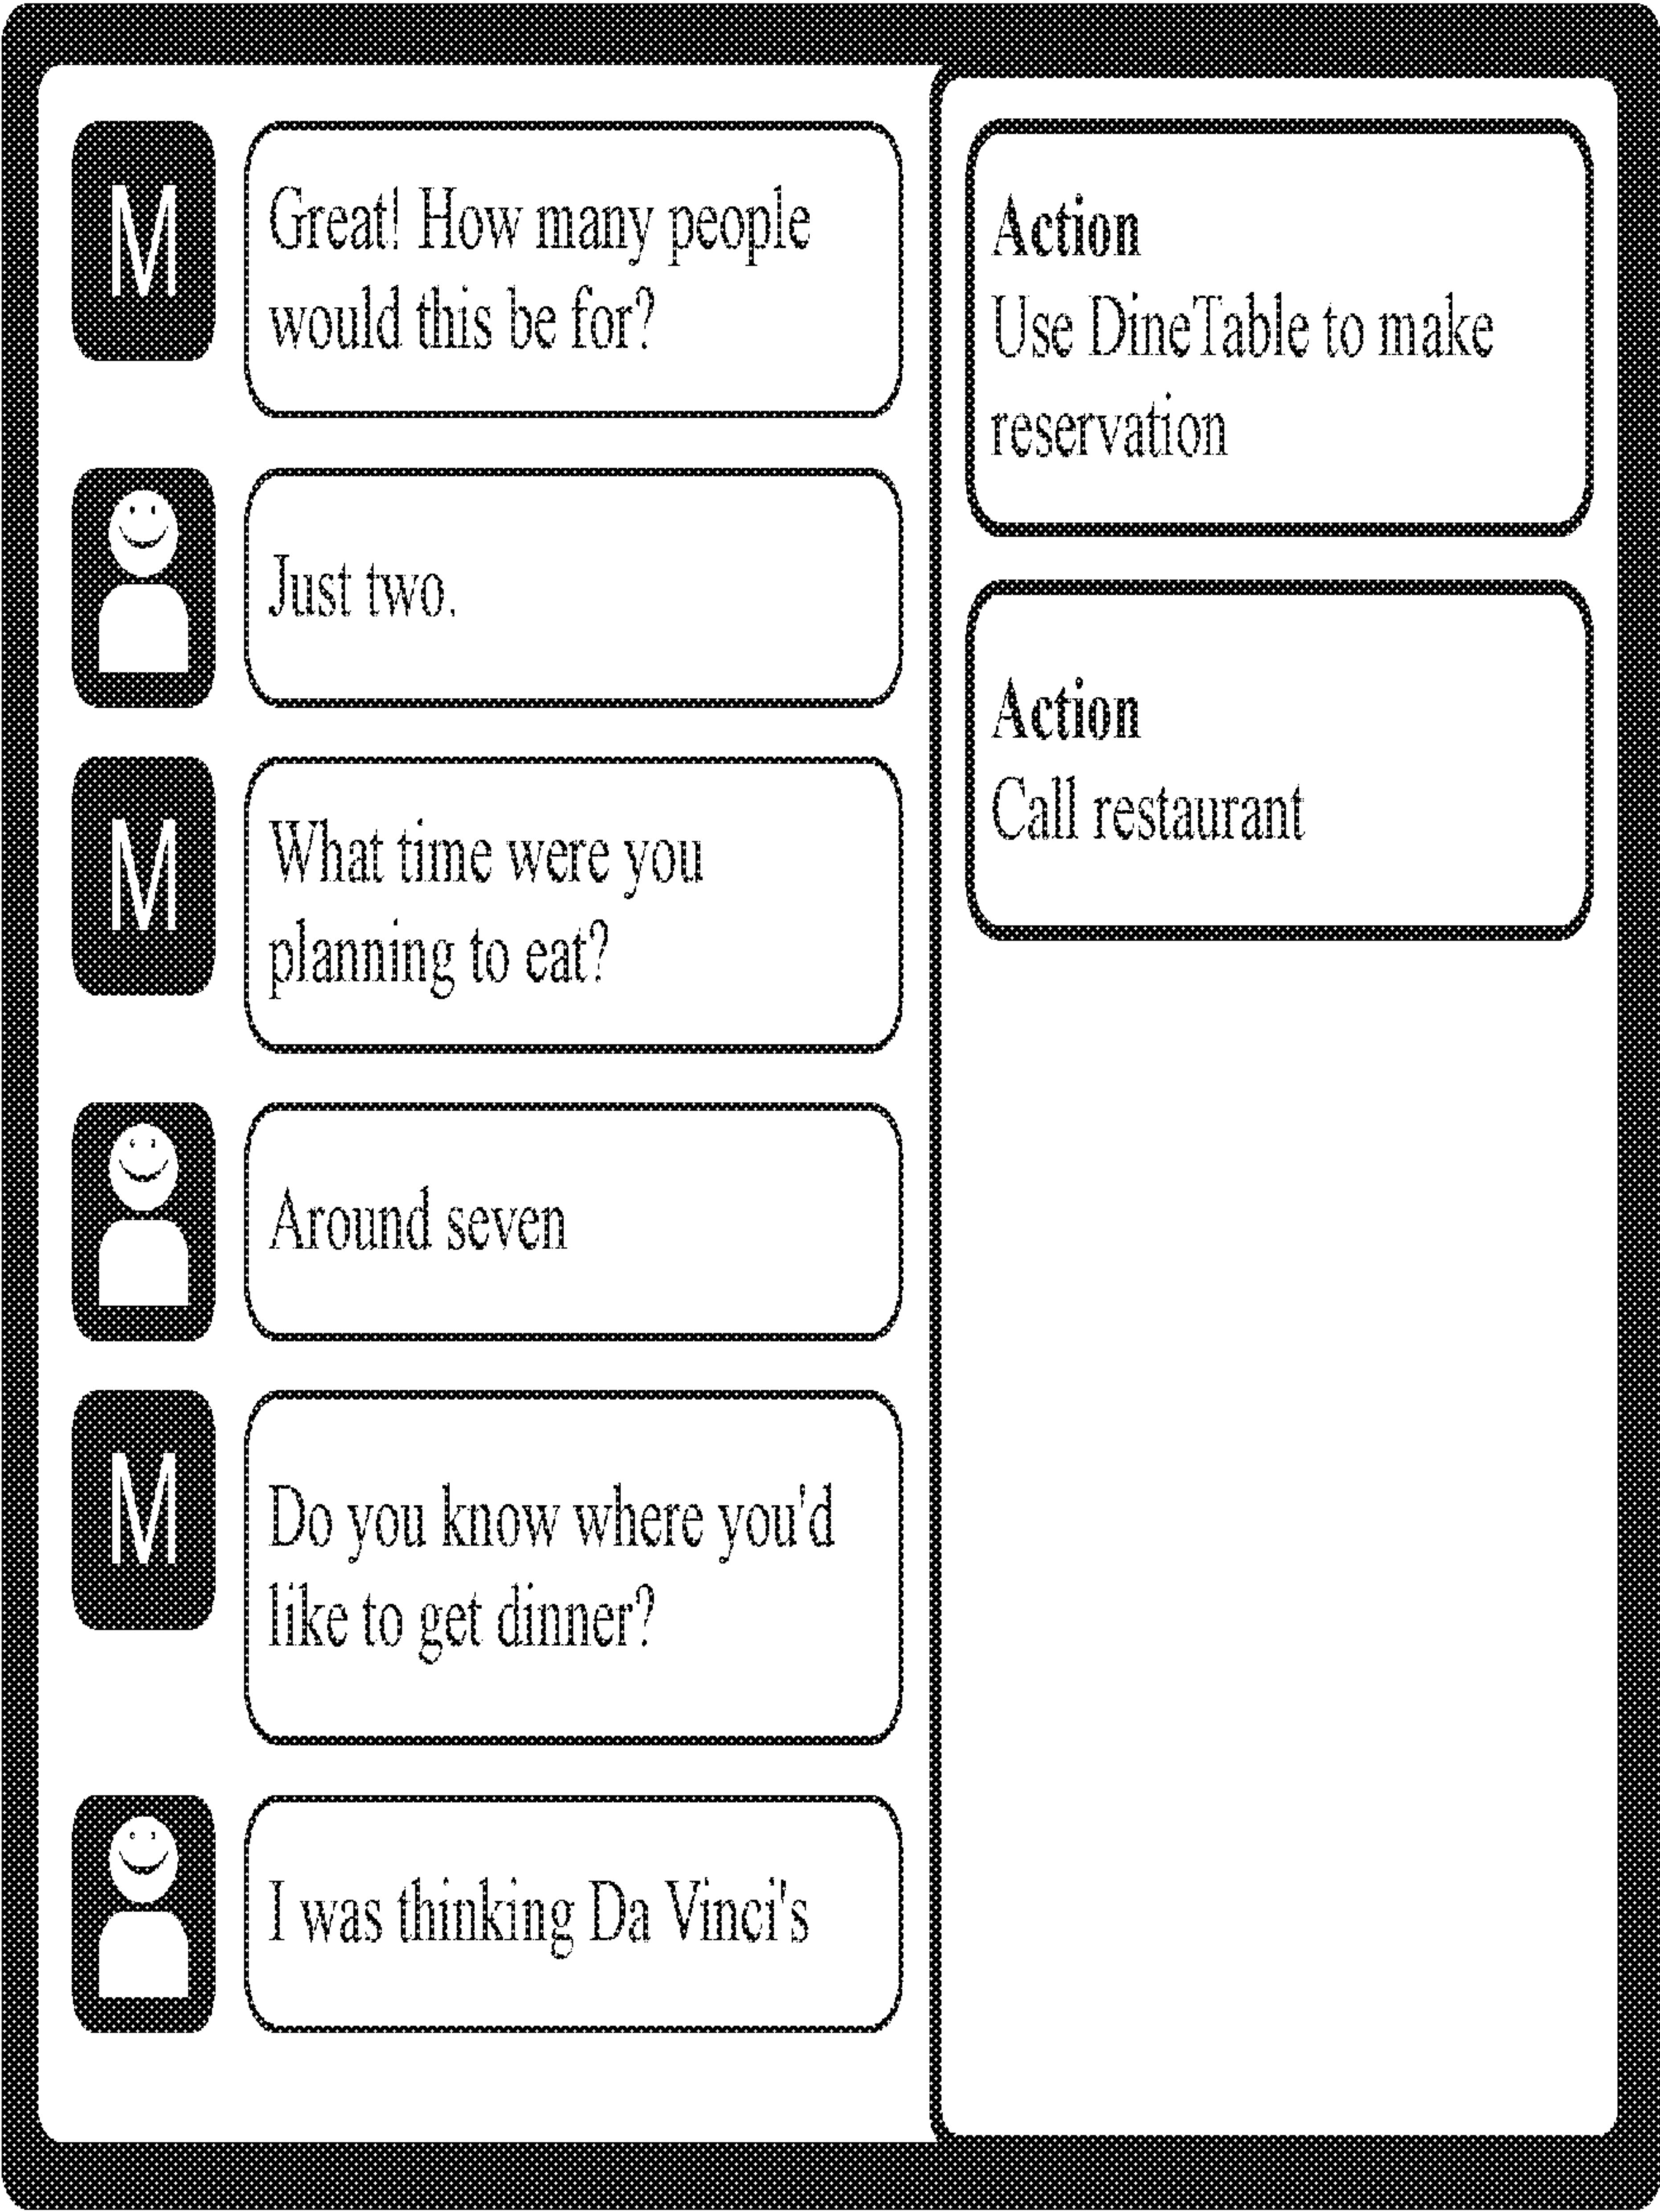 M
Great! How many people
would this be for?
Just two.
M
What time were you
planning to eat?
Around seven
M
Do you know where you'd
like to get dinner?
I was thinking Da Vinci's
Action
Use DineTable to make
reservation
Action
Call restaurant